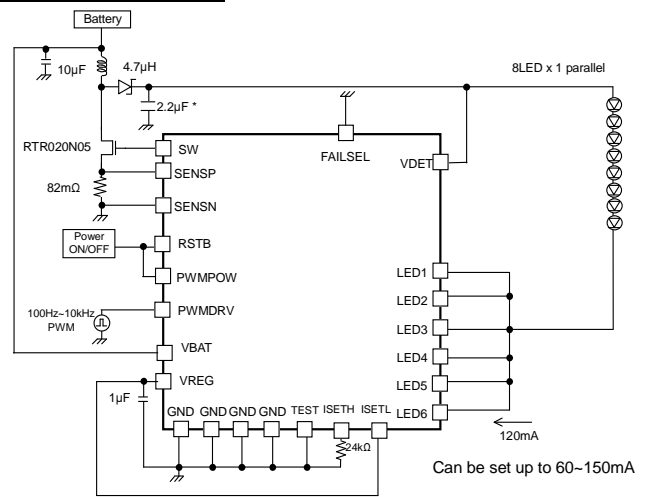 Battery
10µF
4.7µH
8LED x 1 parallel
2.2µF *
RTR020N05
SW
FAILSEL
SENSP
VDET
82mΩ
SENSN
Power
ON/OFF
RSTB
LED1
PWMPOW
LED2
100Hz~10kHz
PWM
PWMDRV
LED3
VBAT
LED4
VREG
LED5
1µF
GND GND GND GND TEST ISETH ISETL
LED6
24kΩ
120mA
Can be set up to 60~150mA